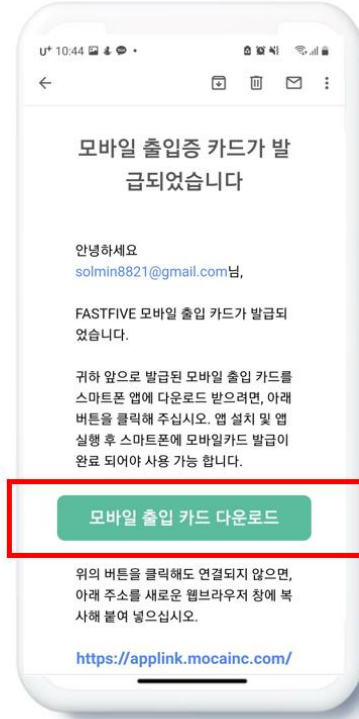 U⁺ 10:44
모바일 출입증 카드가 발
급되었습니다
안녕하세요
solmin8821@gmail.com님,
FASTFIVE 모바일 출입 카드가 발급되
었습니다.
귀하 앞으로 발급된 모바일 출입 카드를
스마트폰 앱에 다운로드 받으려면, 아래
버튼을 클릭해 주십시오. 앱 설치 및 앱
실행 후 스마트폰에 모바일카드 발급이
완료 되어야 사용 가능 합니다.
모바일 출입 카드 다운로드
위의 버튼을 클릭해도 연결되지 않으면,
아래 주소를 새로운 웹브라우저 창에 복
사해 붙여 넣으십시오.
https://applink.mocainc.com/